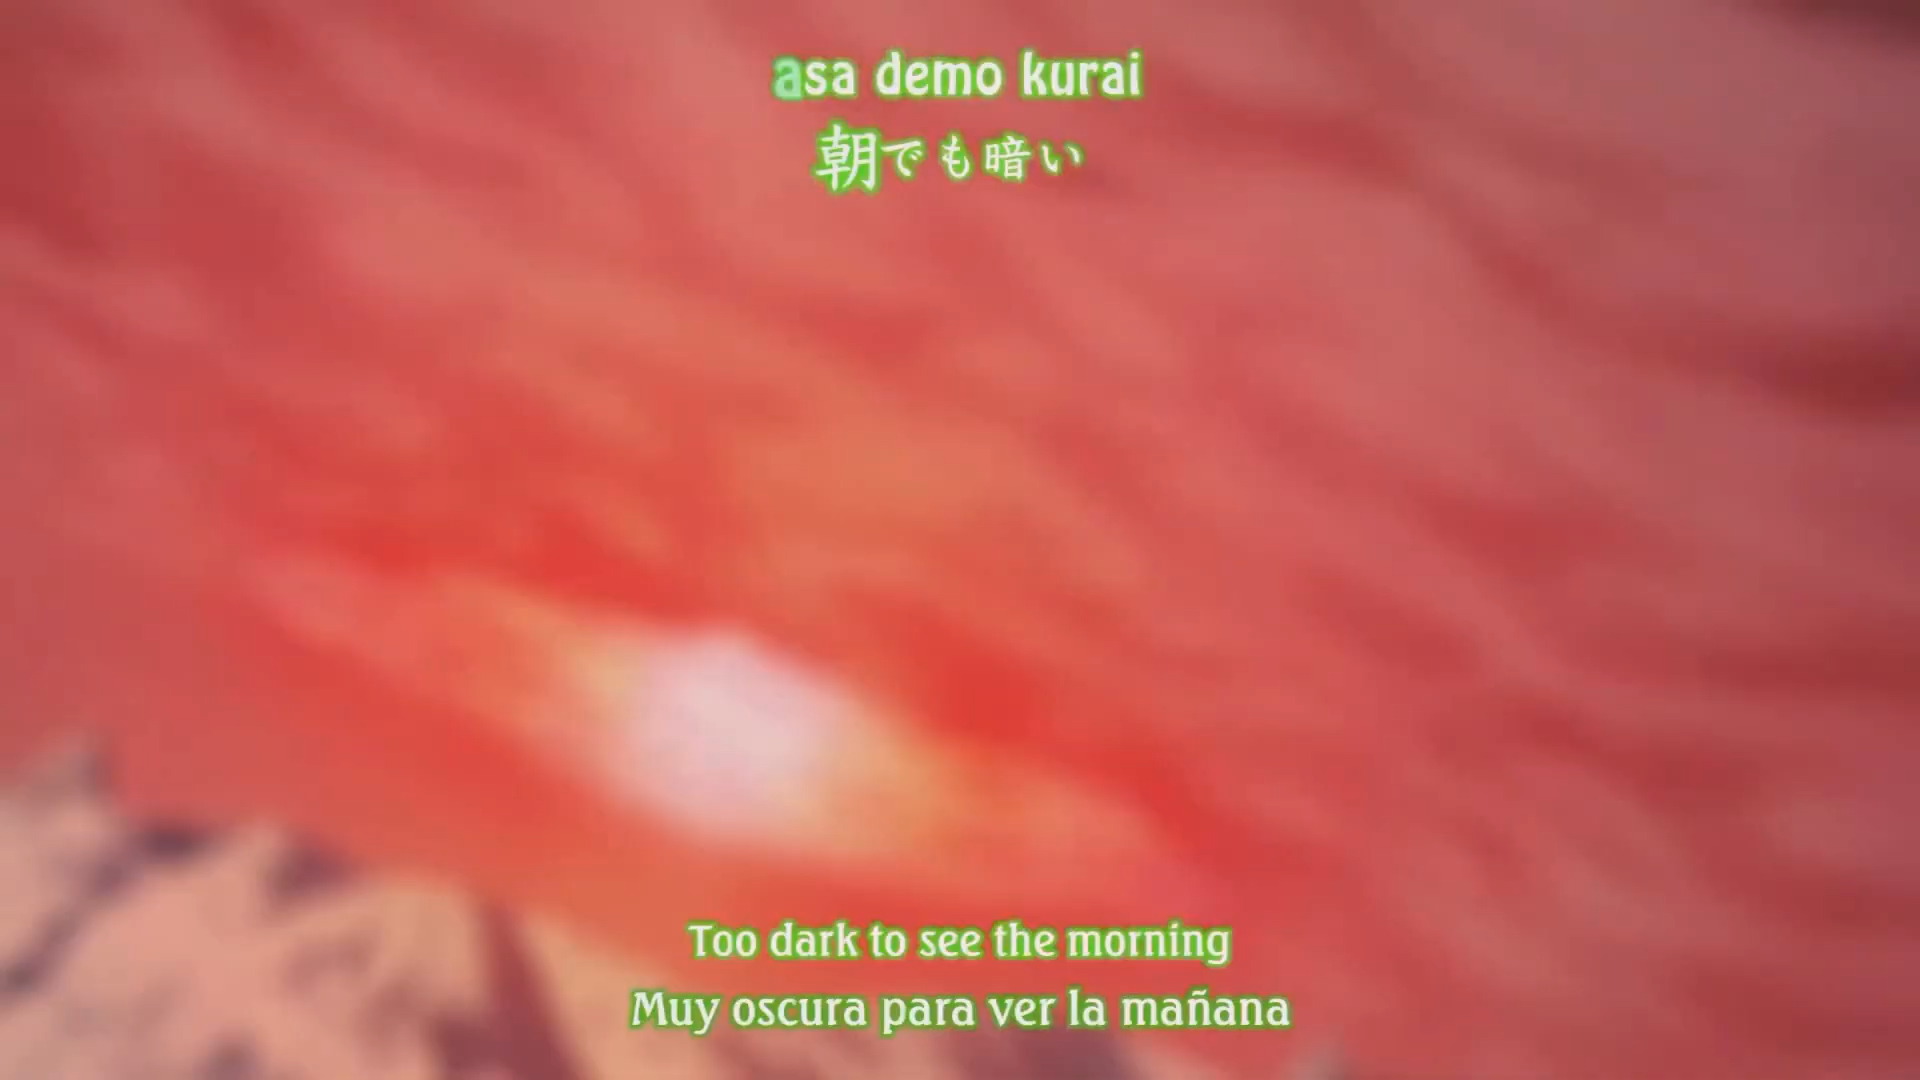 asa demo kurai
朝でも暗い
Too dark to see the morning
Muy oscura para ver la mañana